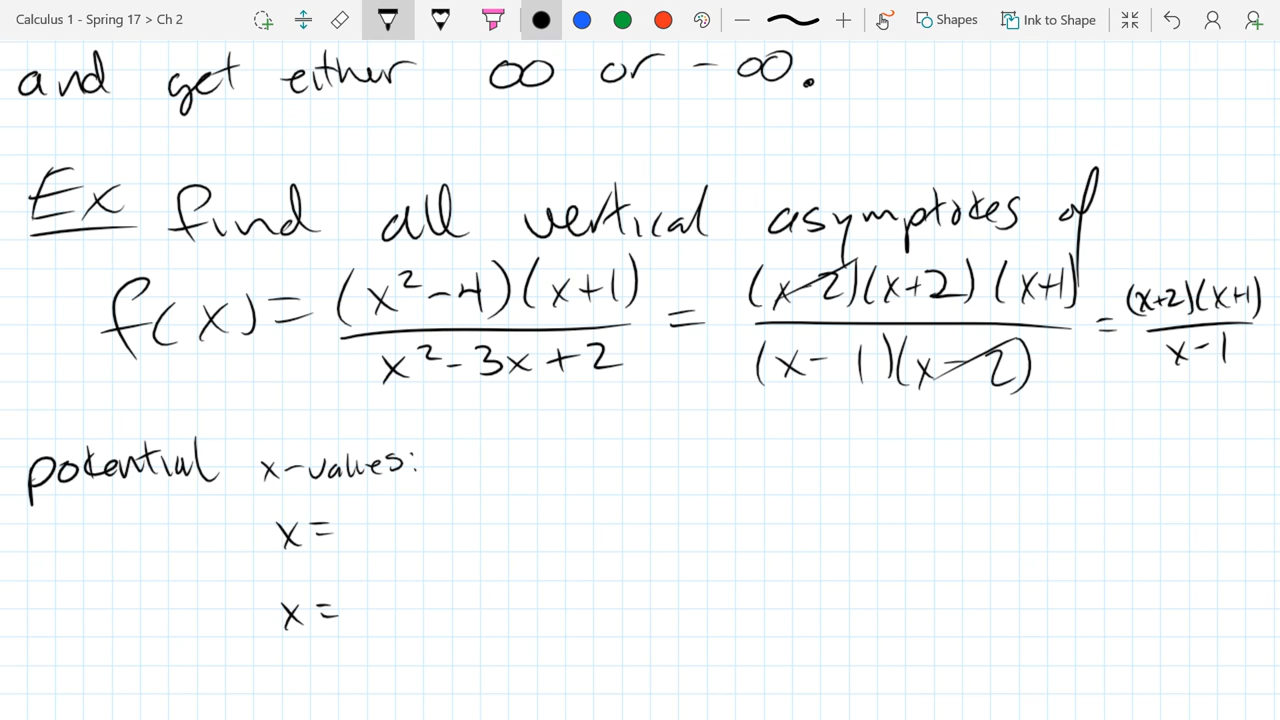 Calculus 1 - Spring 17 > Ch 2 Shapes Ink to Shape
and get either ∞ or - ∞.
Ex find all vertical asymptotes of
f(x) = (x²-4)(x+1) / x²-3x+2 = (x-2)(x+2)(x+1) / (x-1)(x-2) = (x+2)(x+1) / x-1
potential x-values:
x =
x =